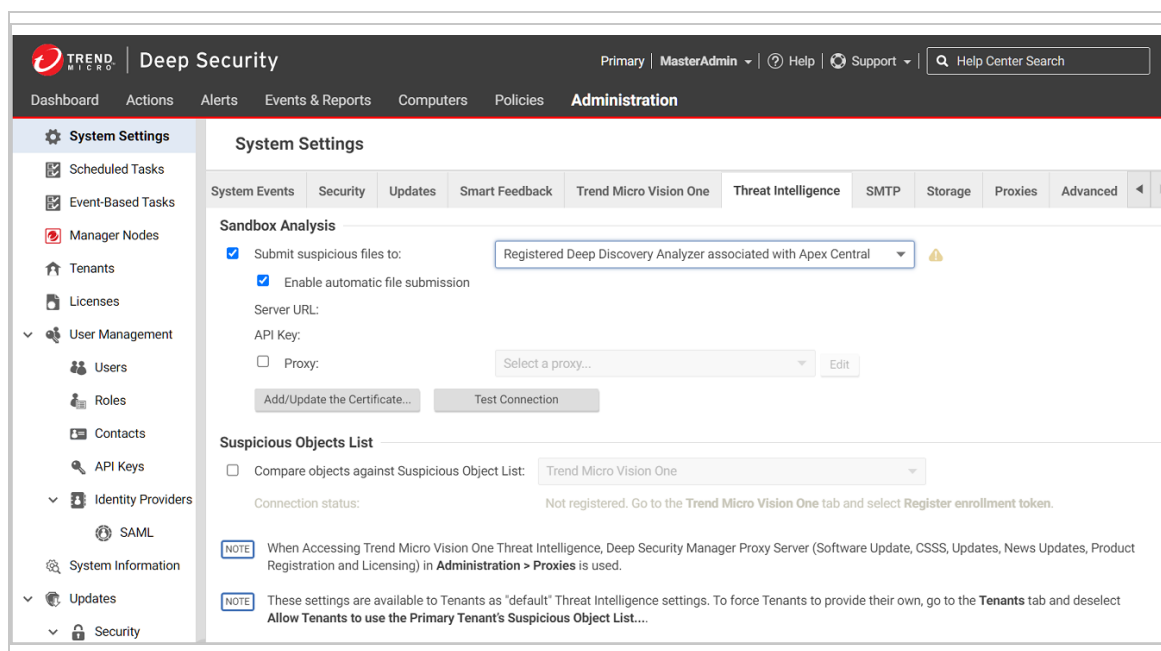 TREND MICRO | Deep Security
Primary | MasterAdmin | Help | Support | Help Center Search
Dashboard Actions Alerts Events & Reports Computers Policies Administration
System Settings
Scheduled Tasks
Event-Based Tasks
Manager Nodes
Tenants
Licenses
User Management
Users
Roles
Contacts
API Keys
Identity Providers
SAML
System Information
Updates
Security
System Settings
System Events Security Updates Smart Feedback Trend Micro Vision One Threat Intelligence SMTP Storage Proxies Advanced
Sandbox Analysis
Submit suspicious files to: Registered Deep Discovery Analyzer associated with Apex Central
Enable automatic file submission
Server URL:
API Key:
Proxy: Select a proxy... Edit
Add/Update the Certificate... Test Connection
Suspicious Objects List
Compare objects against Suspicious Object List: Trend Micro Vision One
Connection status: Not registered. Go to the Trend Micro Vision One tab and select Register enrollment token.
NOTE When Accessing Trend Micro Vision One Threat Intelligence, Deep Security Manager Proxy Server (Software Update, CSSS, Updates, News Updates, Product
Registration and Licensing) in Administration > Proxies is used.
NOTE These settings are available to Tenants as "default" Threat Intelligence settings. To force Tenants to provide their own, go to the Tenants tab and deselect
Allow Tenants to use the Primary Tenant's Suspicious Object List....